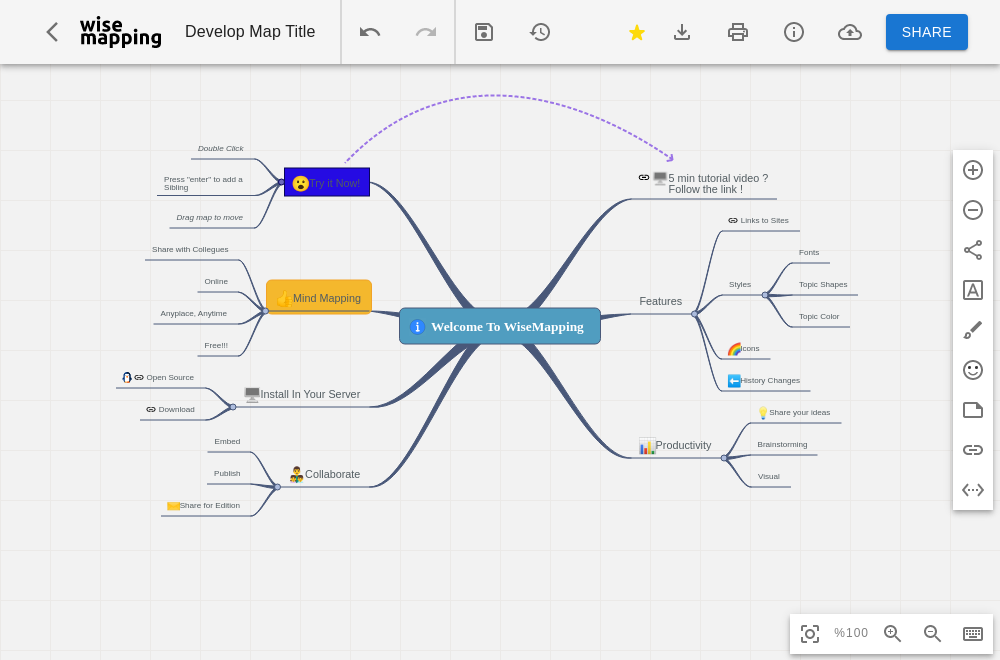 wise
mapping
Develop Map Title
SHARE
Double Click
Press "enter" to add a
Sibling
Drag map to move
Try it Now!
5 min tutorial video ?
Follow the link !
Share with Collegues
Online
Anyplace, Anytime
Free!!!
Mind Mapping
Welcome To WiseMapping
Features
Links to Sites
Styles
Fonts
Topic Shapes
Topic Color
Icons
History Changes
Open Source
Download
Install In Your Server
Embed
Publish
Share for Edition
Collaborate
Productivity
Share your ideas
Brainstorming
Visual
%100